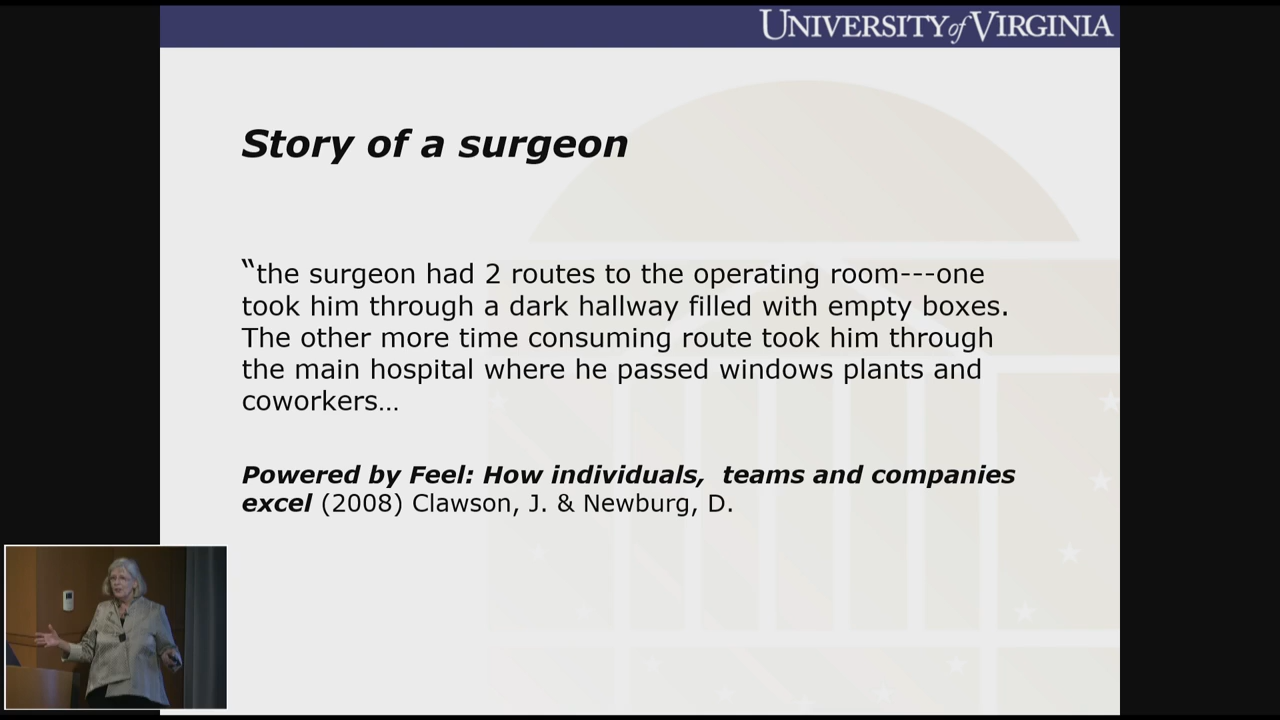 UNIVERSITY of VIRGINIA
Story of a surgeon
“the surgeon had 2 routes to the operating room---one
took him through a dark hallway filled with empty boxes.
The other more time consuming route took him through
the main hospital where he passed windows plants and
coworkers…
Powered by Feel: How individuals,  teams and companies
excel (2008) Clawson, J. & Newburg, D.